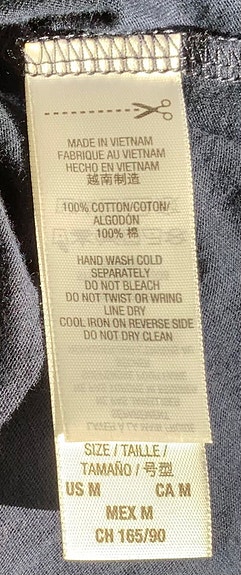 MADE IN VIETNAM
FABRIQUE AU VIETNAM
HECHO EN VIETNAM
越南制造
100% COTTON/COTON/
ALGODÓN
100% 棉
HAND WASH COLD
SEPARATELY
DO NOT BLEACH
DO NOT TWIST OR WRING
LINE DRY
COOL IRON ON REVERSE SIDE
DO NOT DRY CLEAN
SIZE / TAILLE /
TAMAÑO / 号型
US M CA M
MEX M
CH 165/90